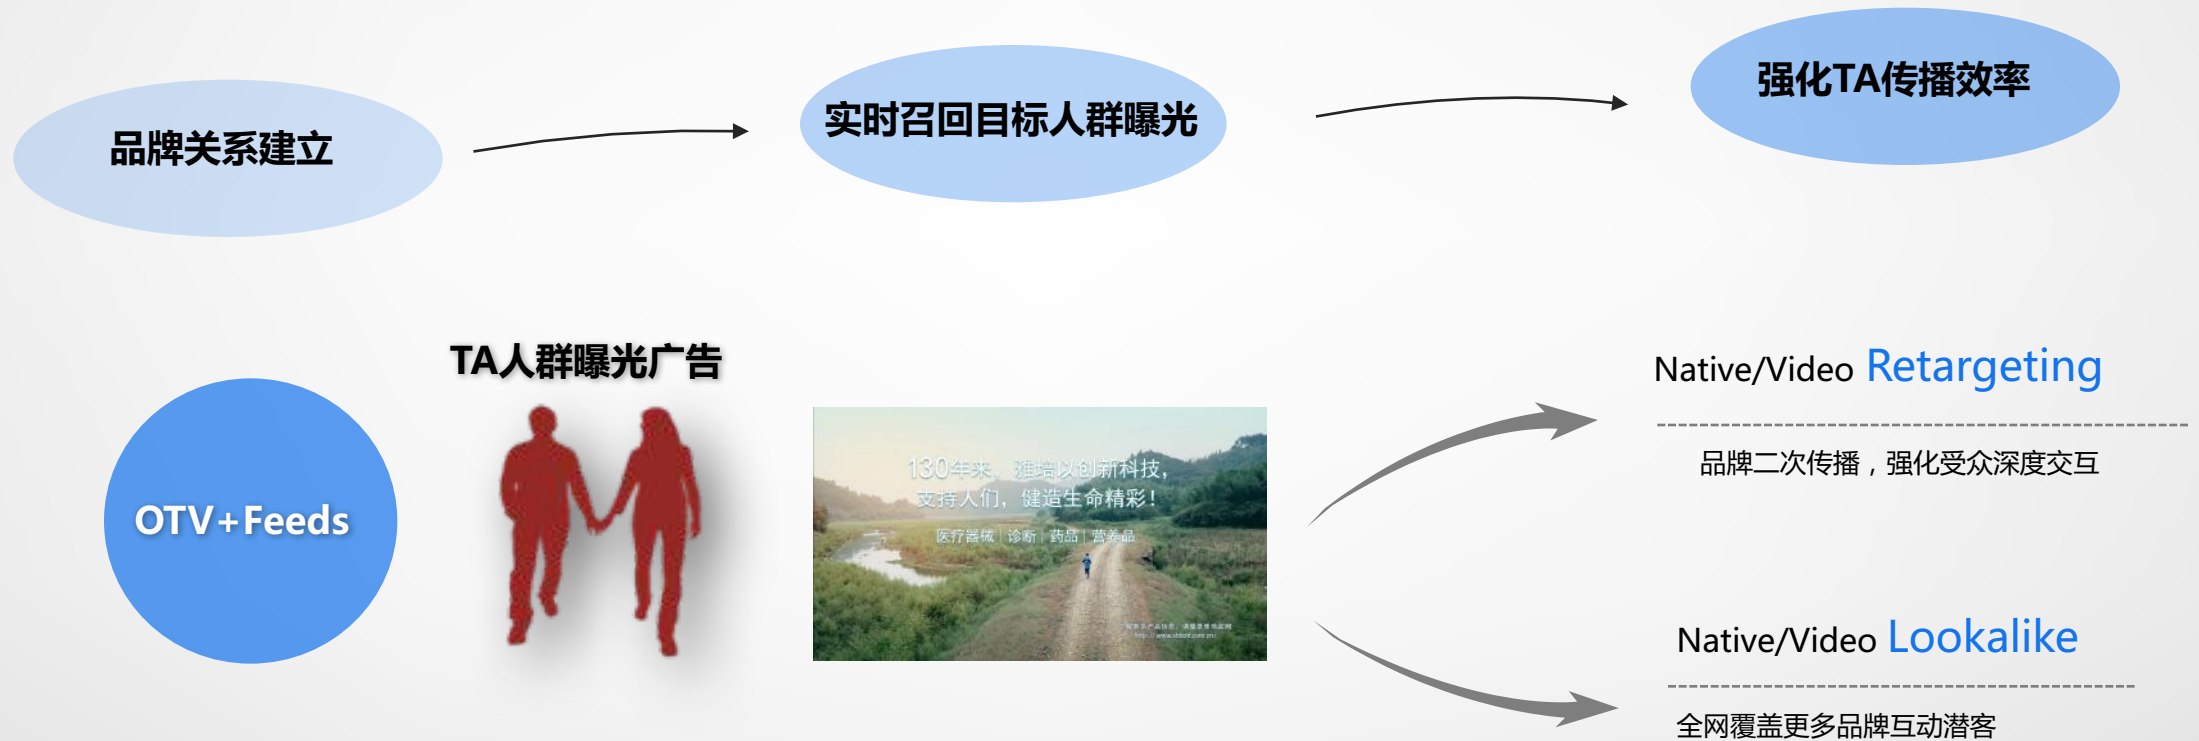 品牌关系建立
实时召回目标人群曝光
强化TA传播效率
TA人群曝光广告
OTV+Feeds
130年来，雅培以创新科技，
支持人们，健造生命精彩！
医疗器械 | 诊断 | 药品 | 营养品
Native/Video Retargeting
品牌二次传播，强化受众深度交互
Native/Video Lookalike
全网覆盖更多品牌互动潜客